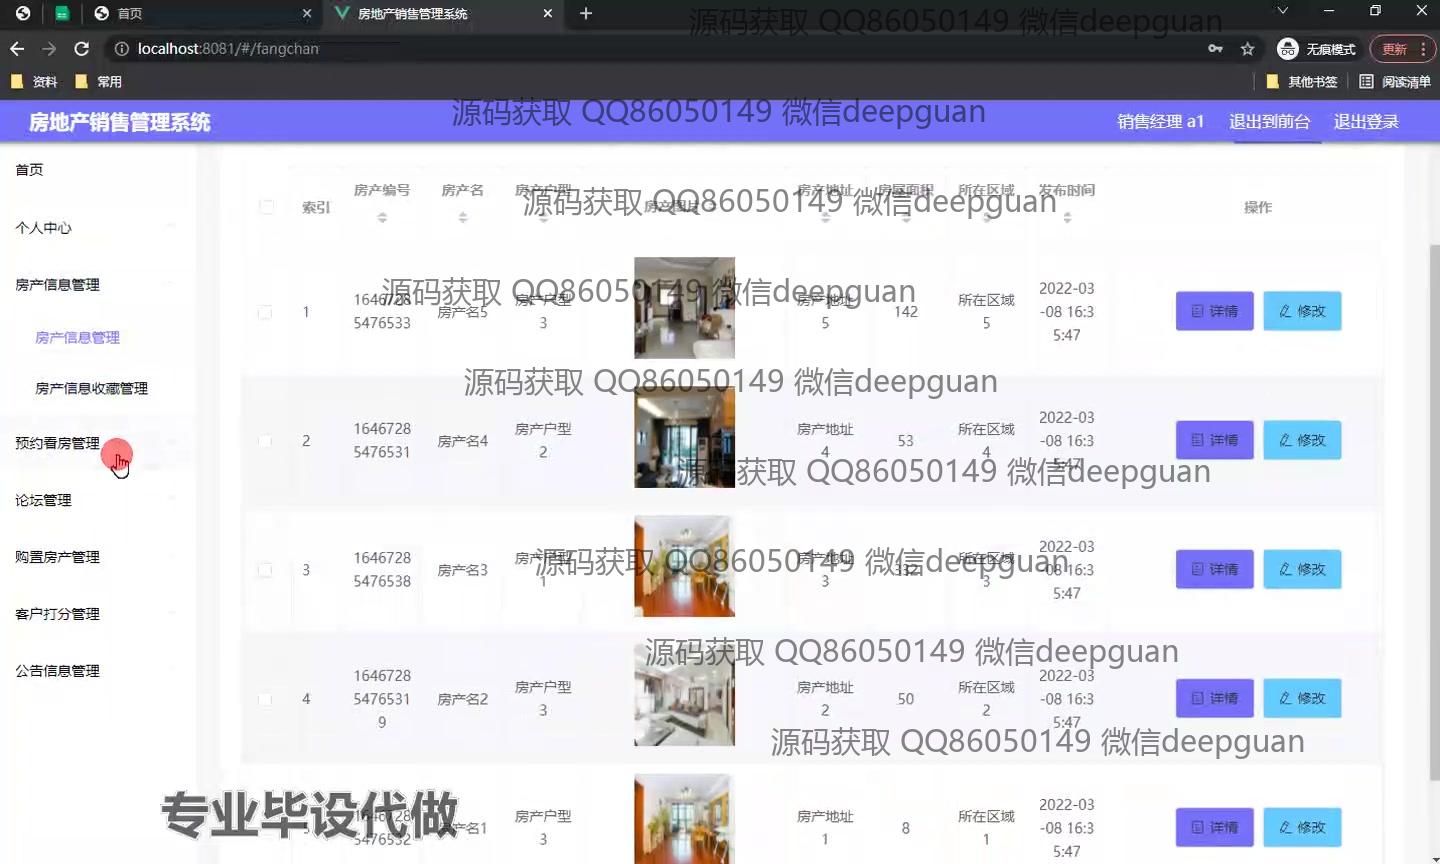 首页
房地产销售管理系统
源码获取 QQ86050149 微信deepguan
localhost:8081/#/fangchan
无痕模式
更新
资料
常用
其他书签
阅读清单
房地产销售管理系统
源码获取 QQ86050149 微信deepguan
销售经理 a1
退出到前台
退出登录
首页
个人中心
房产信息管理
房产信息管理
房产信息收藏管理
预约看房管理
论坛管理
购置房产管理
客户打分管理
公告信息管理
索引
房产编号
房产名
房产户型
房产图片
房产地址
房屋面积
所在区域
发布时间
操作
源码获取 QQ86050149 微信deepguan
1
1646728
5476533
房产名5
房产户型
3
房产地址
5
142
所在区域
5
2022-03
-08 16:3
5:47
详情
修改
源码获取 QQ86050149 微信deepguan
源码获取 QQ86050149 微信deepguan
2
1646728
5476531
房产名4
房产户型
2
房产地址
4
53
所在区域
4
2022-03
-08 16:3
5:47
详情
修改
源码获取 QQ86050149 微信deepguan
3
1646728
5476538
房产名3
房产户型
1
房产地址
3
332
所在区域
3
2022-03
-08 16:3
5:47
详情
修改
源码获取 QQ86050149 微信deepguan
源码获取 QQ86050149 微信deepguan
4
1646728
5476531
9
房产名2
房产户型
3
房产地址
2
50
所在区域
2
2022-03
-08 16:3
5:47
详情
修改
源码获取 QQ86050149 微信deepguan
专业毕设代做
5
1646728
5476532
房产名1
房产户型
3
房产地址
1
8
所在区域
1
2022-03
-08 16:3
5:47
详情
修改